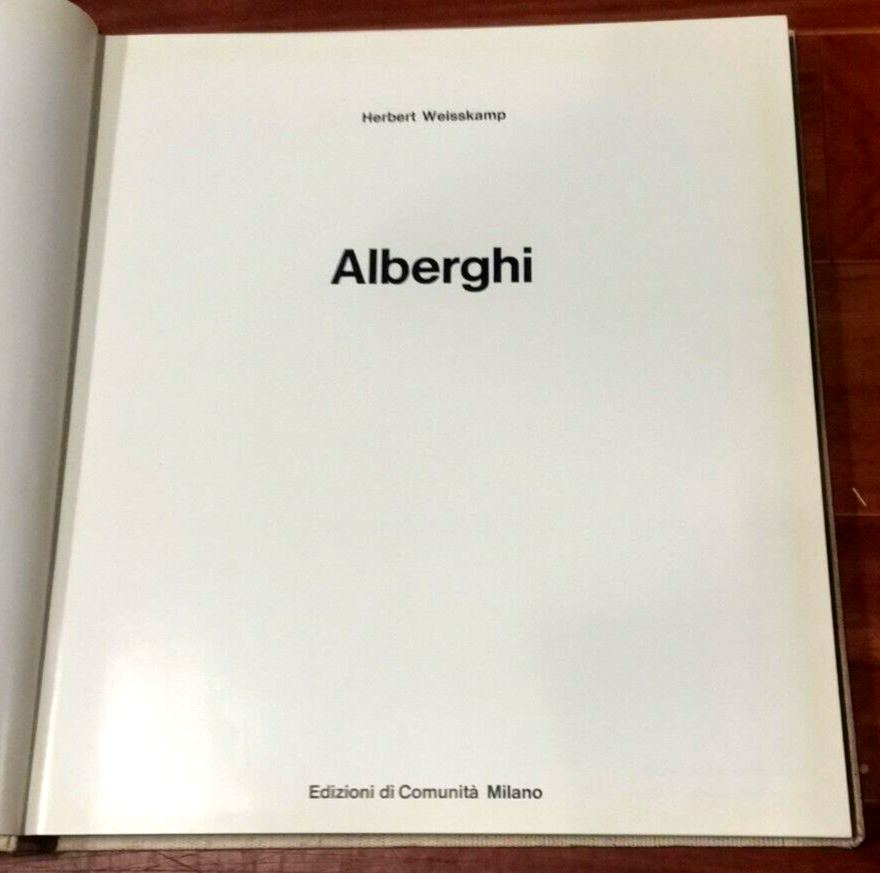 Herbert Weisskamp
Alberghi
Edizioni di Comunità Milano